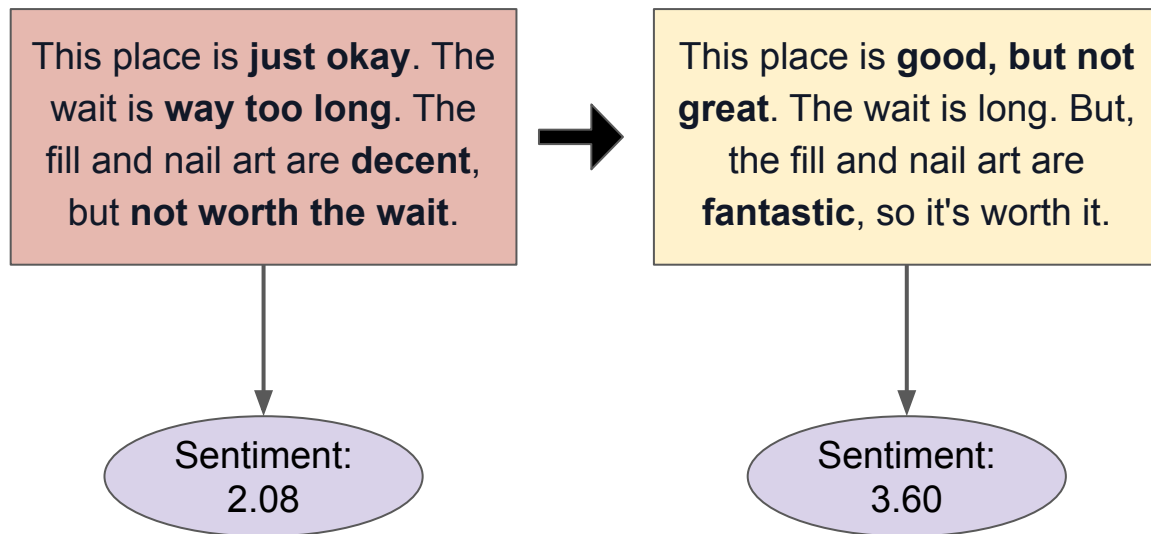 This place is just okay. The
wait is way too long. The
fill and nail art are decent,
but not worth the wait.
This place is good, but not
great. The wait is long. But,
the fill and nail art are
fantastic, so it's worth it.
Sentiment:
2.08
Sentiment:
3.60